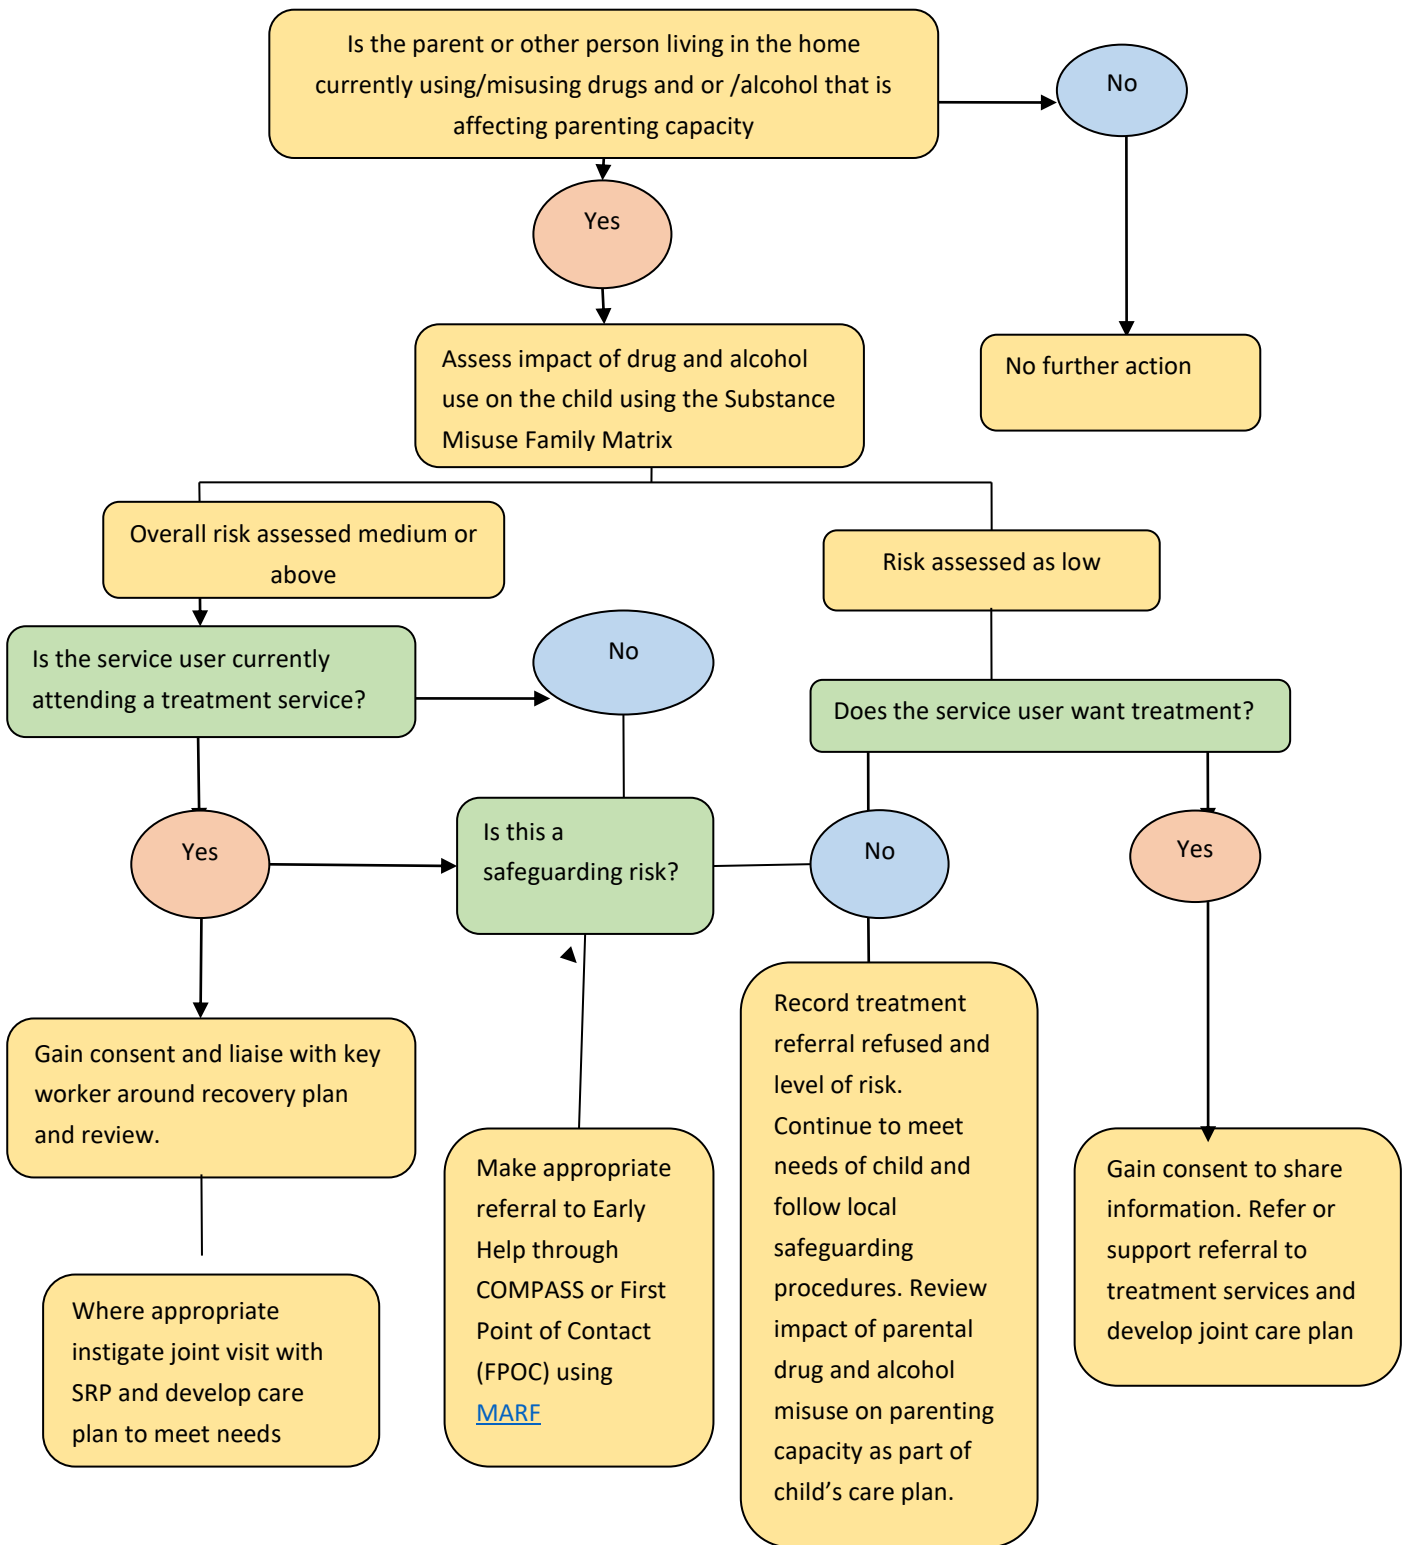 Is the parent or other person living in the home
currently using/misusing drugs and or /alcohol that is
affecting parenting capacity
No
Yes
Assess impact of drug and alcohol
use on the child using the Substance
Misuse Family Matrix
No further action
Overall risk assessed medium or
above
Risk assessed as low
Is the service user currently
attending a treatment service?
No
Does the service user want treatment?
Yes
Is this a
safeguarding risk?
No
Yes
Gain consent and liaise with key
worker around recovery plan
and review.
Where appropriate
instigate joint visit with
SRP and develop care
plan to meet needs
Make appropriate
referral to Early
Help through
COMPASS or First
Point of Contact
(FPOC) using
MARF
Record treatment
referral refused and
level of risk.
Continue to meet
needs of child and
follow local
safeguarding
procedures. Review
impact of parental
drug and alcohol
misuse on parenting
capacity as part of
child’s care plan.
Gain consent to share
information. Refer or
support referral to
treatment services and
develop joint care plan